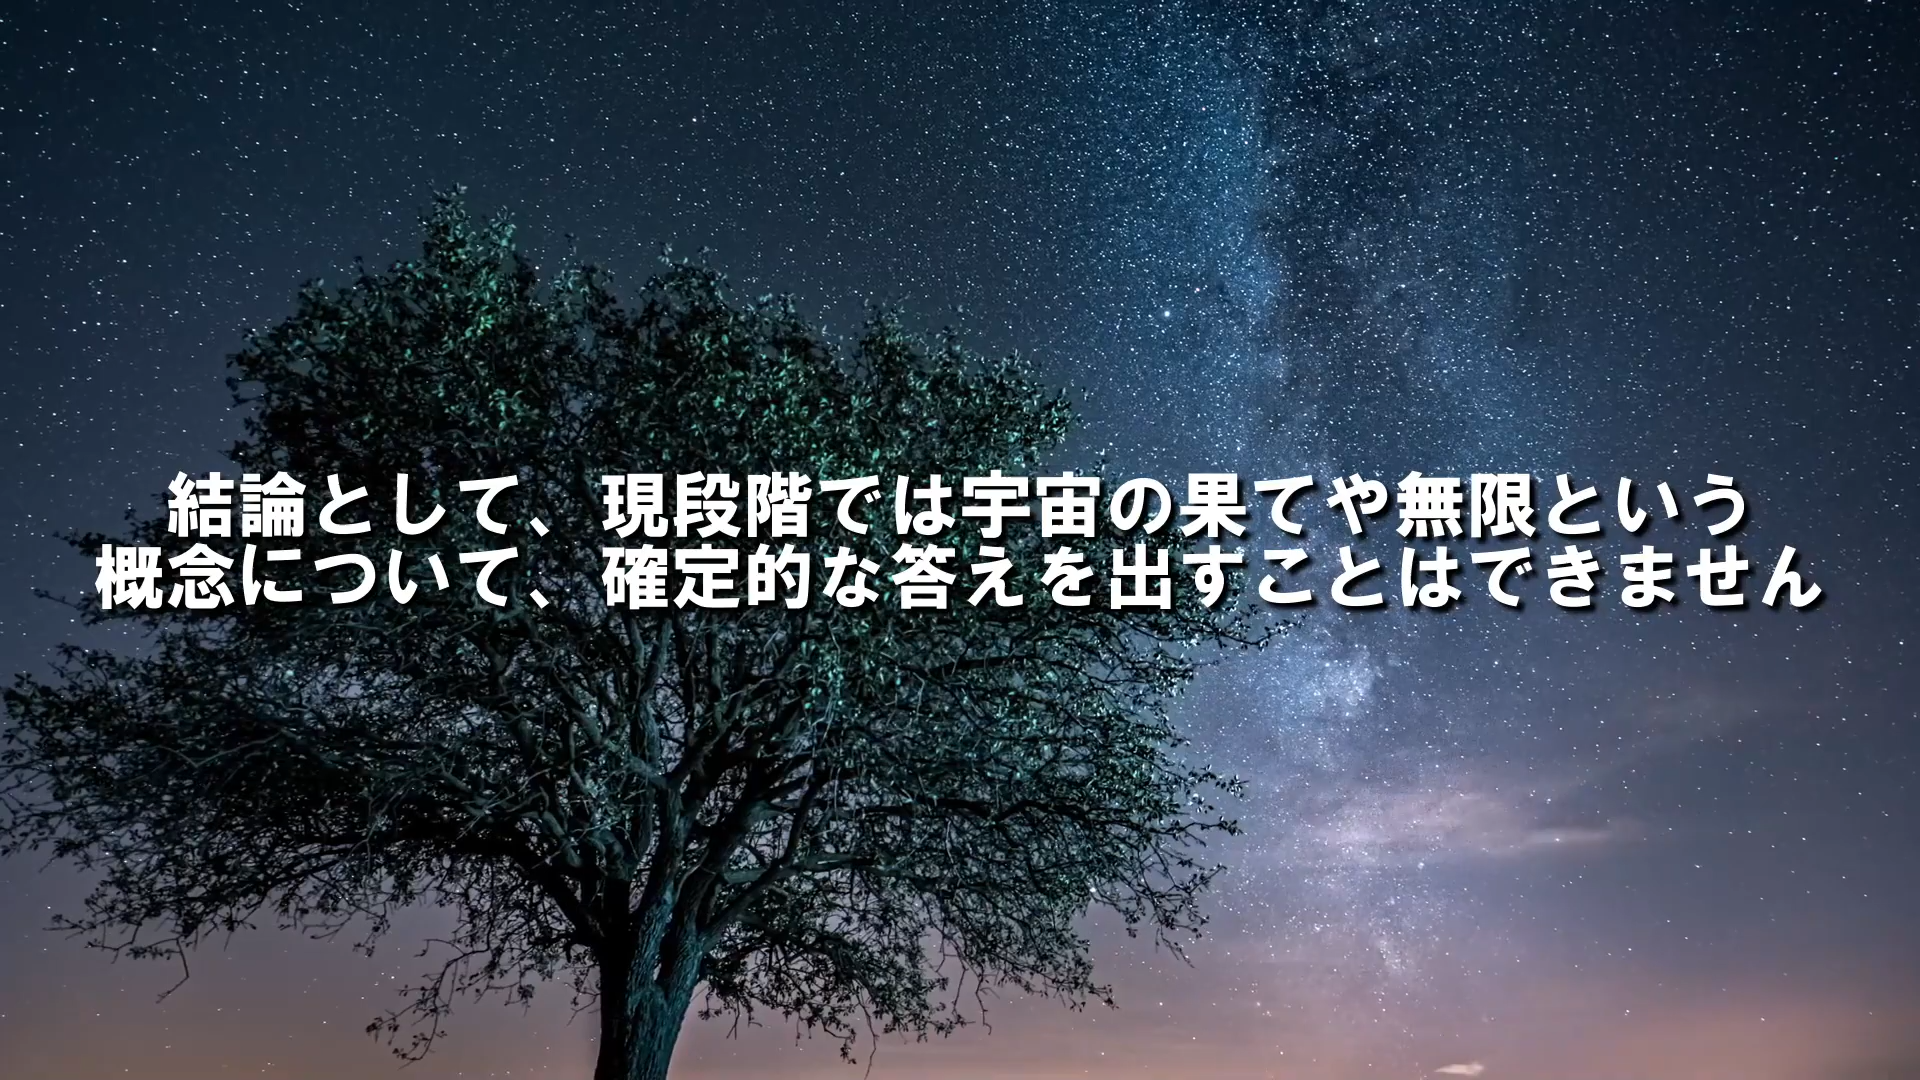 結論として、現段階では宇宙の果てや無限という
概念について、確定的な答えを出すことはできません